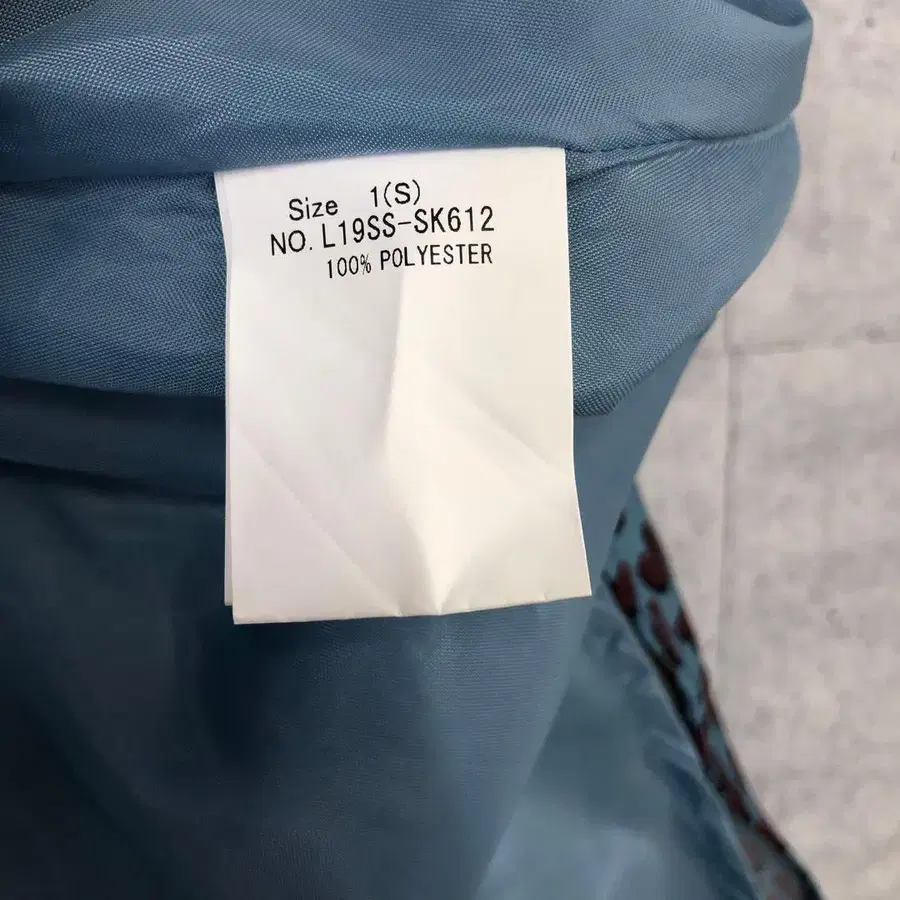 Size 1(S)
NO. L19SS-SK612
100% POLYESTER